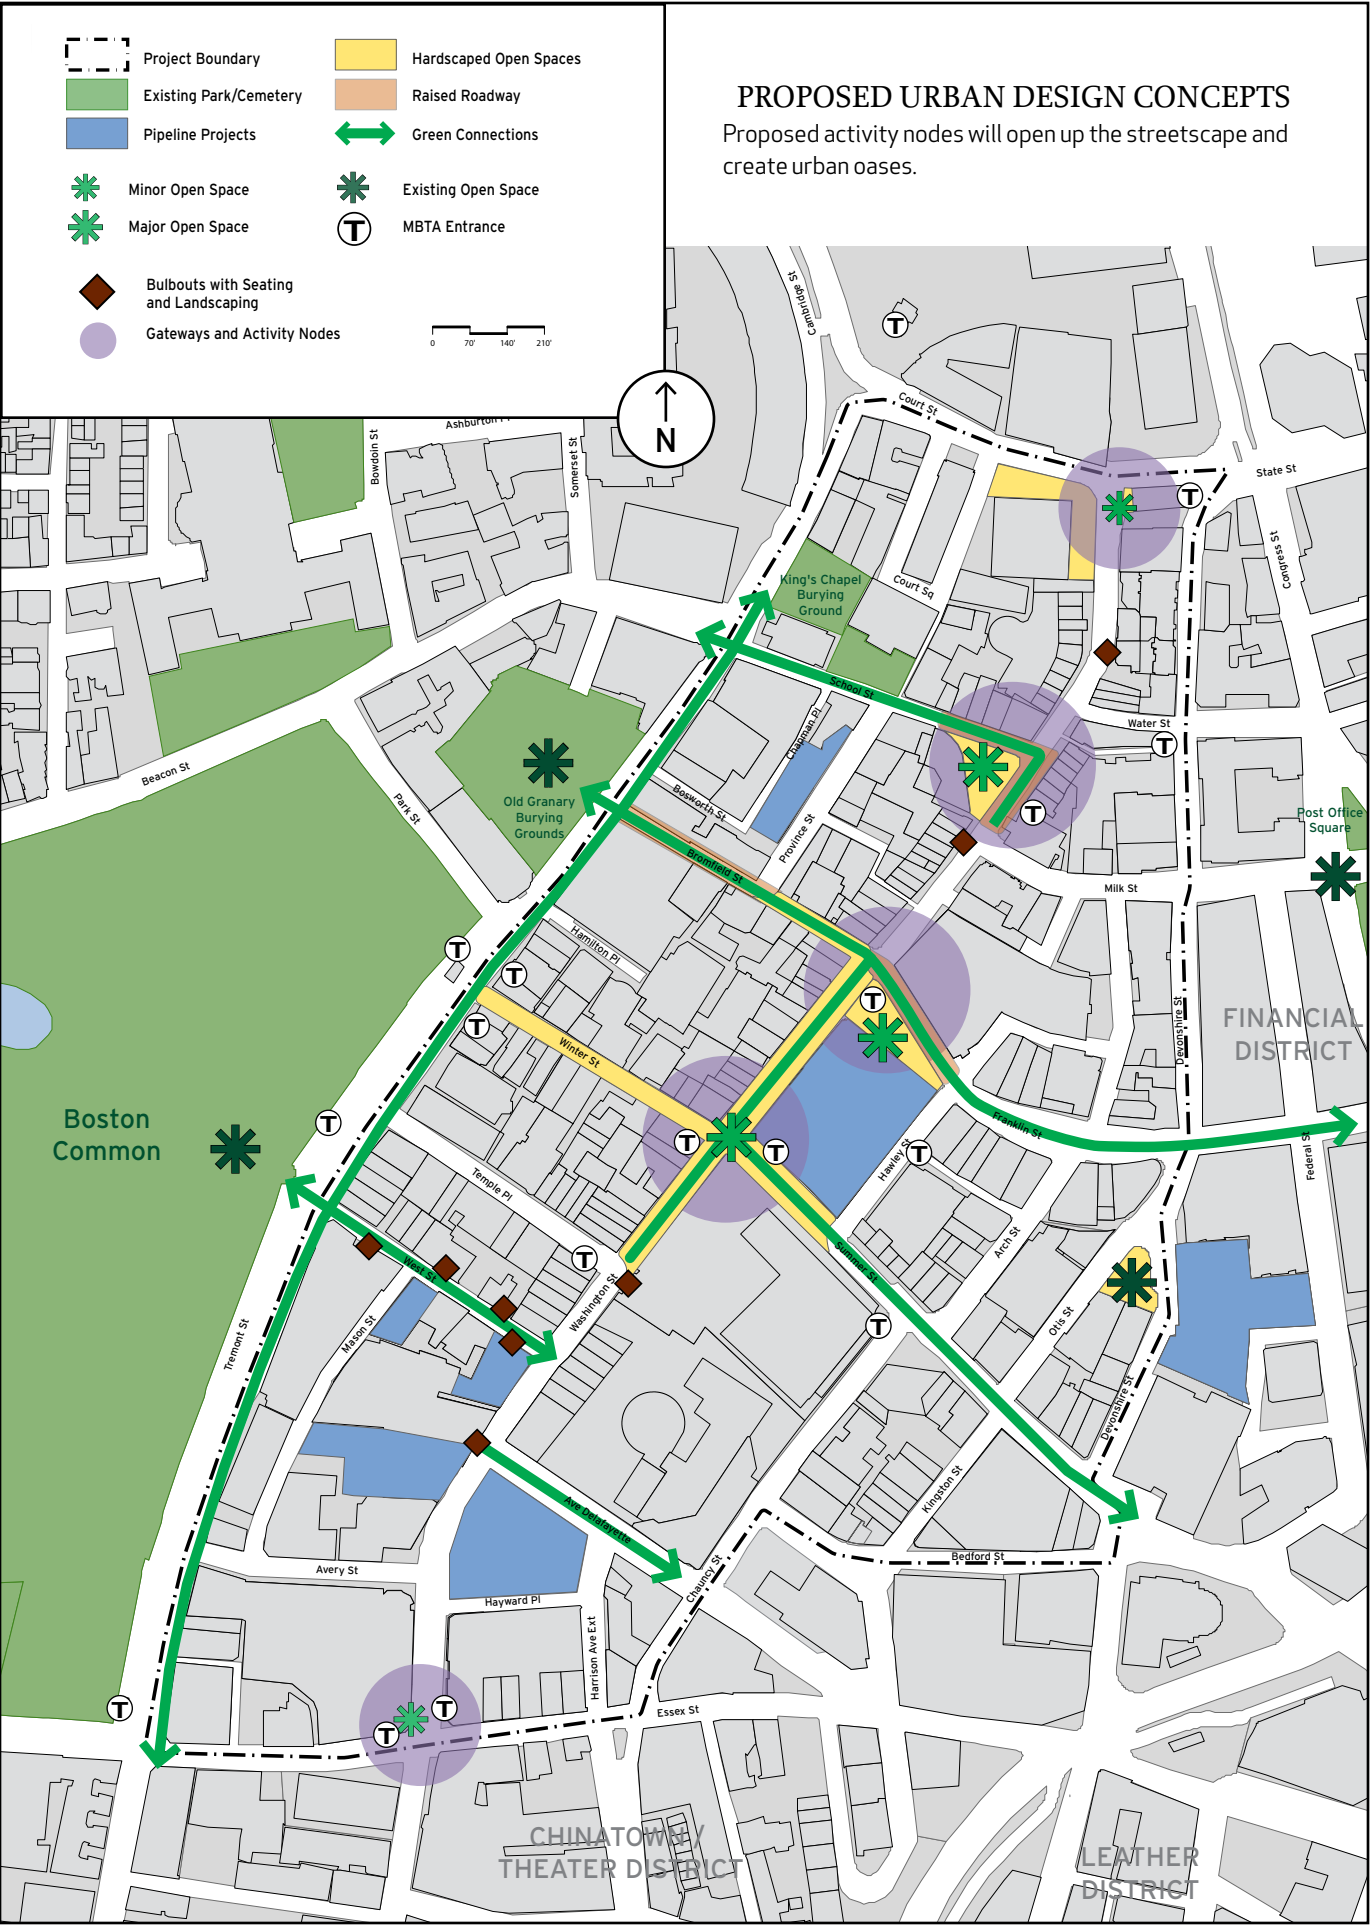 Project Boundary
Existing Park/Cemetery
Pipeline Projects
Hardscaped Open Spaces
Raised Roadway
Green Connections
Minor Open Space
Major Open Space
Existing Open Space
T
MBTA Entrance
Bulbouts with Seating
and Landscaping
Gateways and Activity Nodes
0 70' 140' 210'
PROPOSED URBAN DESIGN CONCEPTS
Proposed activity nodes will open up the streetscape and
create urban oases.
N
Cambridge St
T
Court St
Ashburton
Bowdoin St
Somerset St
State St
T
Congress St
King's Chapel
Burying
Ground
Court Sq
School St
Chapman Pl
Water St
T
Beacon St
Park St
Old Granary
Burying
Grounds
Bosworth St
Province St
T
Post Office
Square
Bromfield St
Milk St
T
Hamilton Pl
T
T
T
Devonshire St
FINANCIAL
DISTRICT
Winter St
Boston
Common
T
T
T
T
Hawley St
Franklin St
Federal St
Temple Pl
T
Washington St
Summer St
Arch St
West St
Mason St
Tremont St
T
Otis St
Devonshire St
Kingston St
Ave Delafayette
Bedford St
Chauncy St
Avery St
Hayward Pl
Harrison Ave Ext
T
T
T
Essex St
CHINATOWN /
THEATER DISTRICT
LEATHER
DISTRICT